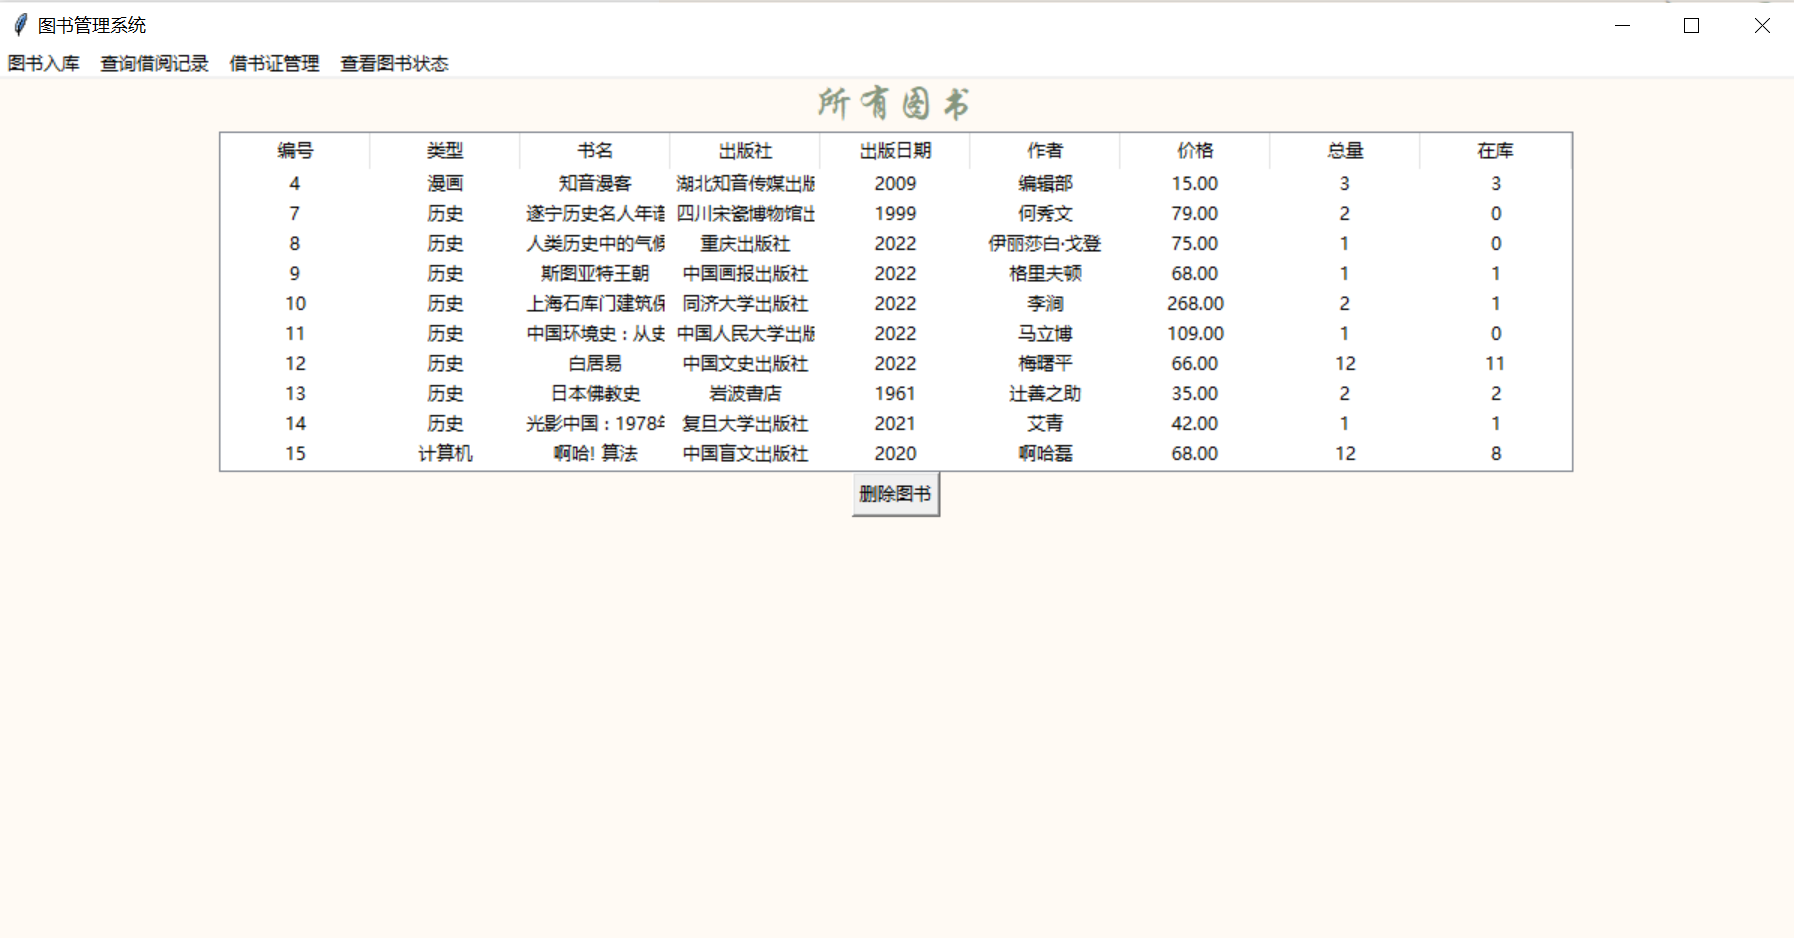 图书管理系统
图书入库 查询借阅记录 借书证管理 查看图书状态
所有图书
编号 类型 书名 出版社 出版日期 作者 价格 总量 在库
4 漫画 知音漫客 湖北知音传媒出版 2009 编辑部 15.00 3 3
7 历史 遂宁历史名人年谱 四川宋瓷博物馆出 1999 何秀文 79.00 2 0
8 历史 人类历史中的气候 重庆出版社 2022 伊丽莎白·戈登 75.00 1 0
9 历史 斯图亚特王朝 中国画报出版社 2022 格里夫顿 68.00 1 1
10 历史 上海石库门建筑保 同济大学出版社 2022 李涧 268.00 2 1
11 历史 中国环境史：从史 中国人民大学出版 2022 马立博 109.00 1 0
12 历史 白居易 中国文史出版社 2022 梅曙平 66.00 12 11
13 历史 日本佛教史 岩波書店 1961 辻善之助 35.00 2 2
14 历史 光影中国：1978年 复旦大学出版社 2021 艾青 42.00 1 1
15 计算机 啊哈! 算法 中国盲文出版社 2020 啊哈磊 68.00 12 8
删除图书